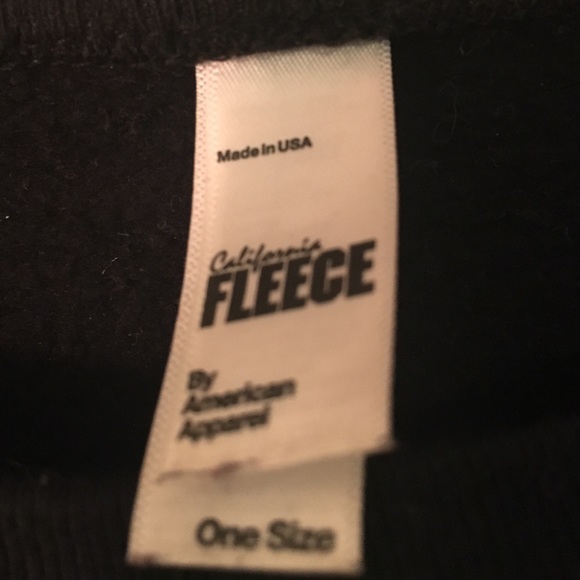 Made In USA
California
FLEECE
By
American
Apparel
One Size